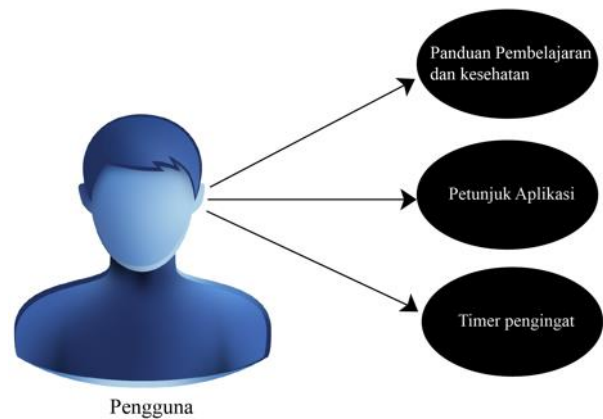 Panduan Pembelajaran
dan kesehatan
Petunjuk Aplikasi
Timer pengingat
Pengguna